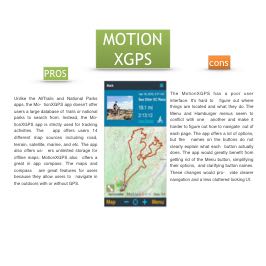 MOTION
XGPS
PROS
cons
Unlike the AllTrails and National Parks
apps, the Mo- tionXGPS app doesn't offer
users a large database of trails or national
parks to search from. Instead, the Mo-
tionXGPS app is strictly used for tracking
activities. The app offers users 14
different map sources including road,
terrain, satellite, marine, and etc. The app
also offers us- ers unlimited storage for
offline maps. MotionXGPS also offers a
great in app compass. The maps and
compass are great features for users
because they allow users to navigate in
the outdoors with or without GPS.
18.1 mi
2:13:13
Map
Menu
The MotionXGPS has a poor user
interface. It's hard to figure out where
things are located and what they do. The
Menu and Hamburger menus seem to
conflict with one another and make it
harder to figure out how to navigate out of
each page. The app offers a lot of options,
but the names on the buttons do not
clearly explain what each button actually
does. The app would greatly benefit from
getting rid of the Menu button, simplifying
their options, and clarifying button names.
These changes would pro- vide clearer
navigation and a less cluttered looking UI.